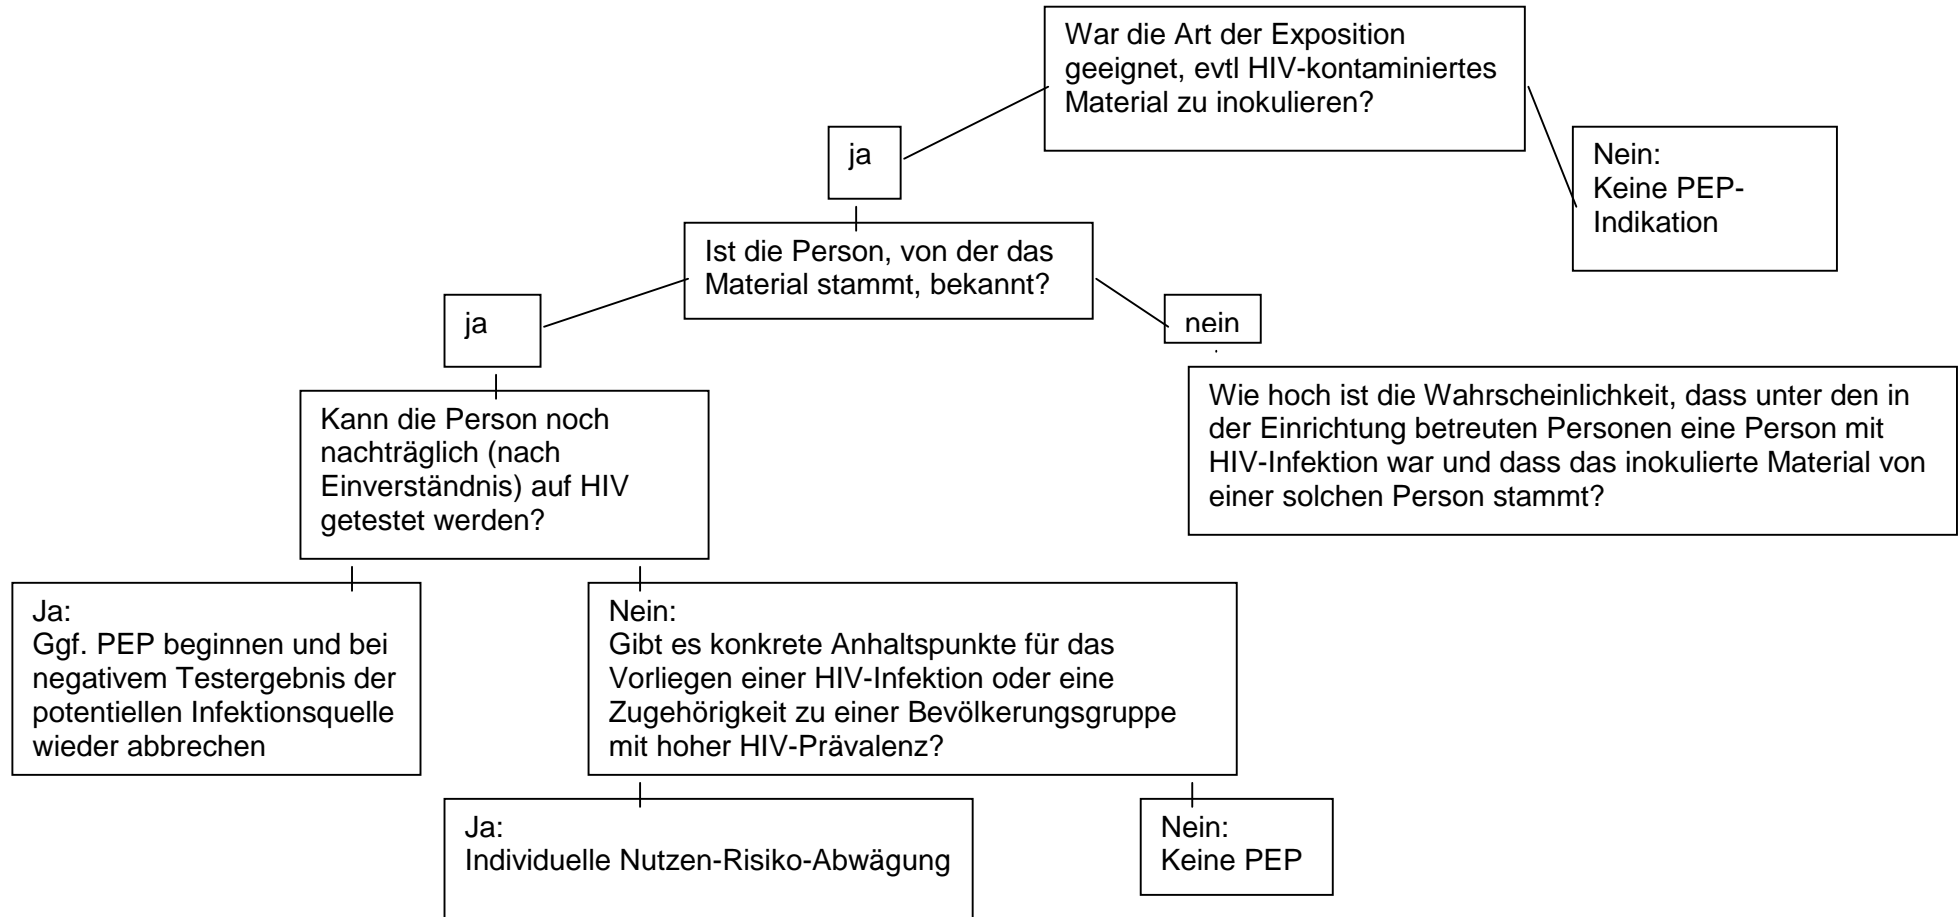 War die Art der Exposition
geeignet, evtl HIV-kontaminiertes
Material zu inokulieren?
ja
Nein:
Keine PEP-
Indikation
Ist die Person, von der das
Material stammt, bekannt?
ja
nein
Kann die Person noch
nachträglich (nach
Einverständnis) auf HIV
getestet werden?
Wie hoch ist die Wahrscheinlichkeit, dass unter den in
der Einrichtung betreuten Personen eine Person mit
HIV-Infektion war und dass das inokulierte Material von
einer solchen Person stammt?
Ja:
Ggf. PEP beginnen und bei
negativem Testergebnis der
potentiellen Infektionsquelle
wieder abbrechen
Nein:
Gibt es konkrete Anhaltspunkte für das
Vorliegen einer HIV-Infektion oder eine
Zugehörigkeit zu einer Bevölkerungsgruppe
mit hoher HIV-Prävalenz?
Ja:
Individuelle Nutzen-Risiko-Abwägung
Nein:
Keine PEP